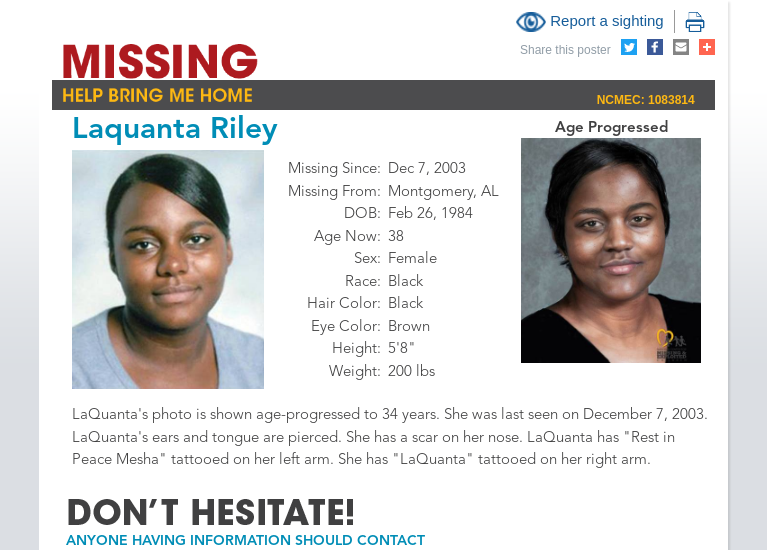 Report a sighting
Share this poster
MISSING
HELP BRING ME HOME
NCMEC: 1083814
Laquanta Riley
Age Progressed
Missing Since: Dec 7, 2003
Missing From: Montgomery, AL
DOB: Feb 26, 1984
Age Now: 38
Sex: Female
Race: Black
Hair Color: Black
Eye Color: Brown
Height: 5'8"
Weight: 200 lbs
LaQuanta's photo is shown age-progressed to 34 years. She was last seen on December 7, 2003.
LaQuanta's ears and tongue are pierced. She has a scar on her nose. LaQuanta has "Rest in
Peace Mesha" tattooed on her left arm. She has "LaQuanta" tattooed on her right arm.
DON'T HESITATE!
ANYONE HAVING INFORMATION SHOULD CONTACT